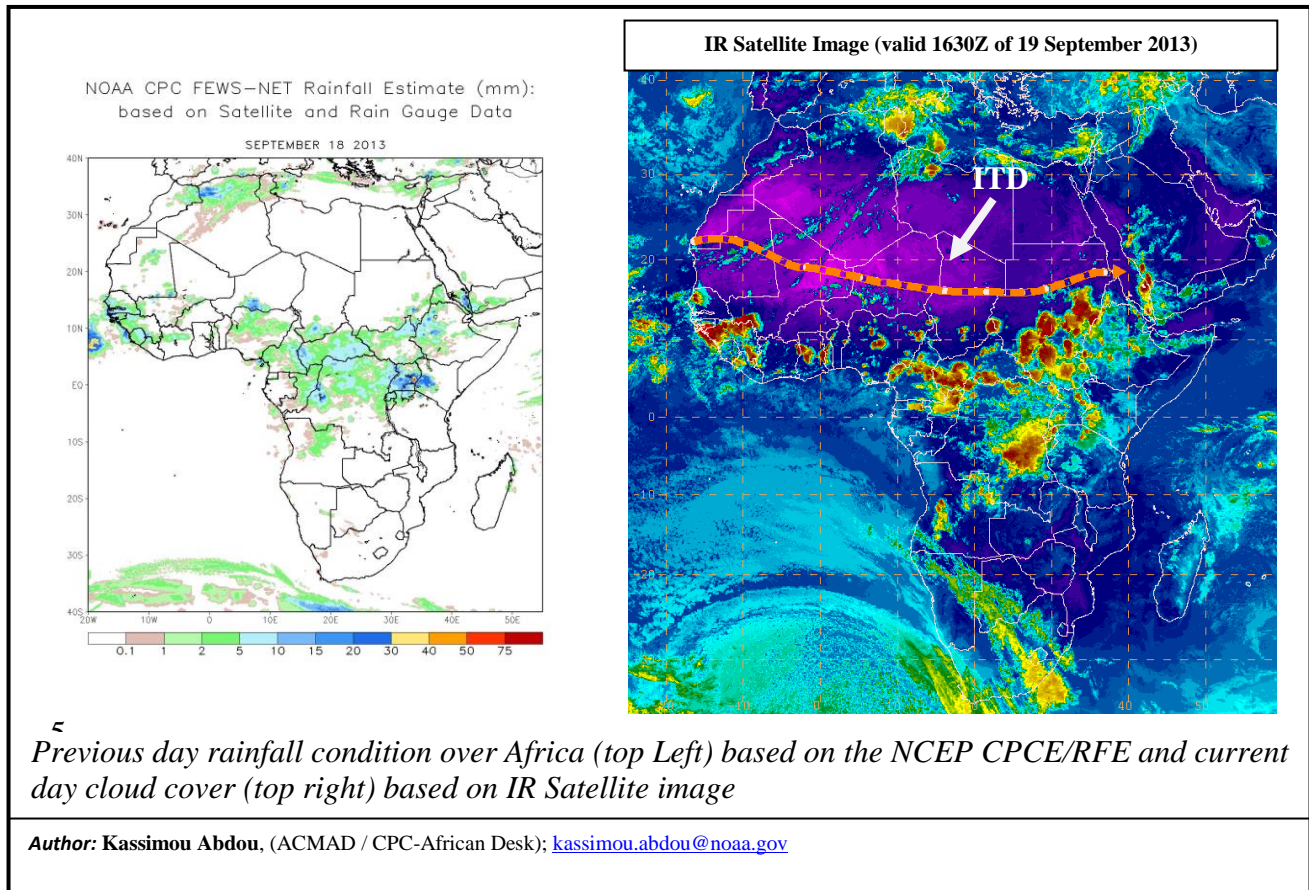 IR Satellite Image (valid 1630Z of 19 September 2013)
NOAA CPC FEWS-NET Rainfall Estimate (mm):
based on Satellite and Rain Gauge Data
SEPTEMBER 18 2013
40N
30N
20N
10N
EQ
10S
20S
30S
40S
20W 10W 0 10E 20E 30E 40E 50E
0.1 1 2 5 10 15 20 30 40 50 75
ITD
40
30
20
10
0
-10
-20
0 40 50
Previous day rainfall condition over Africa (top Left) based on the NCEP CPCE/RFE and current
day cloud cover (top right) based on IR Satellite image
Author: Kassimou Abdou, (ACMAD / CPC-African Desk); kassimou.abdou@noaa.gov